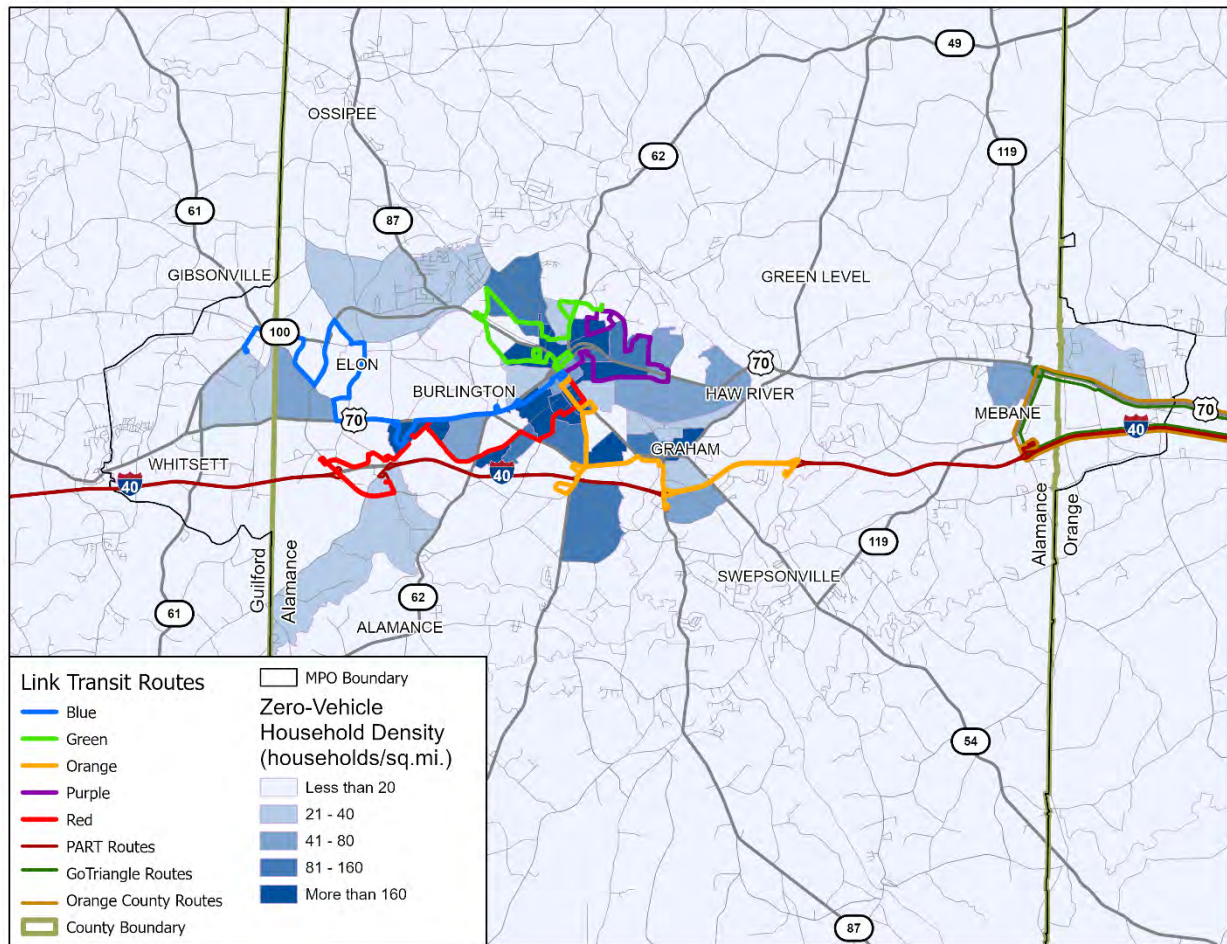 49
OSSIPEE
62
119
61
87
GIBSONVILLE
GREEN LEVEL
100
ELON
70
BURLINGTON
HAW RIVER
70
MEBANE
70
40
GRAHAM
WHITSETT
40
40
Guilford
Alamance
Alamance
Orange
119
SWEPSONVILLE
62
61
ALAMANCE
54
87
Link Transit Routes
Blue
Green
Orange
Purple
Red
PART Routes
GoTriangle Routes
Orange County Routes
County Boundary
MPO Boundary
Zero-Vehicle
Household Density
(households/sq.mi.)
Less than 20
21 - 40
41 - 80
81 - 160
More than 160